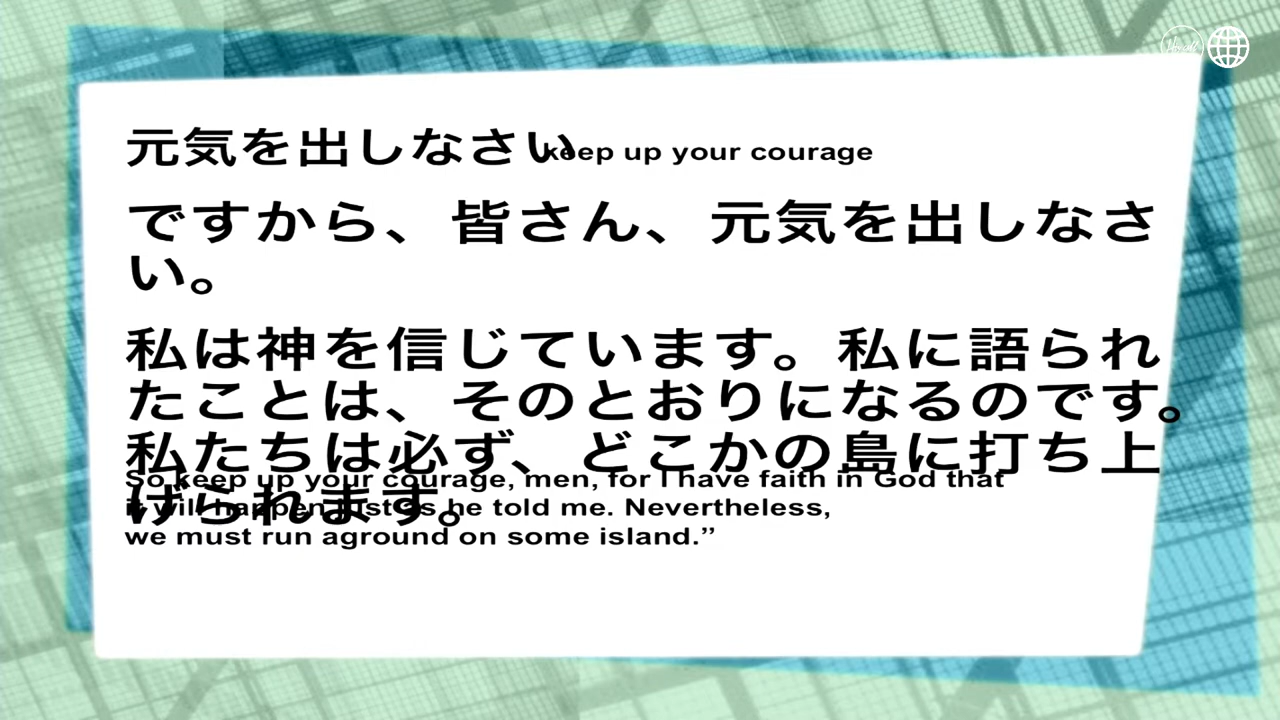 元気を出しなさい keep up your courage
ですから、皆さん、元気を出しなさ
い。
私は神を信じています。私に語られ
たことは、そのとおりになるのです。
私たちは必ず、どこかの島に打ち上
げられます。
So keep up your courage, men, for I have faith in God that
it will happen just as he told me. Nevertheless,
we must run aground on some island.”